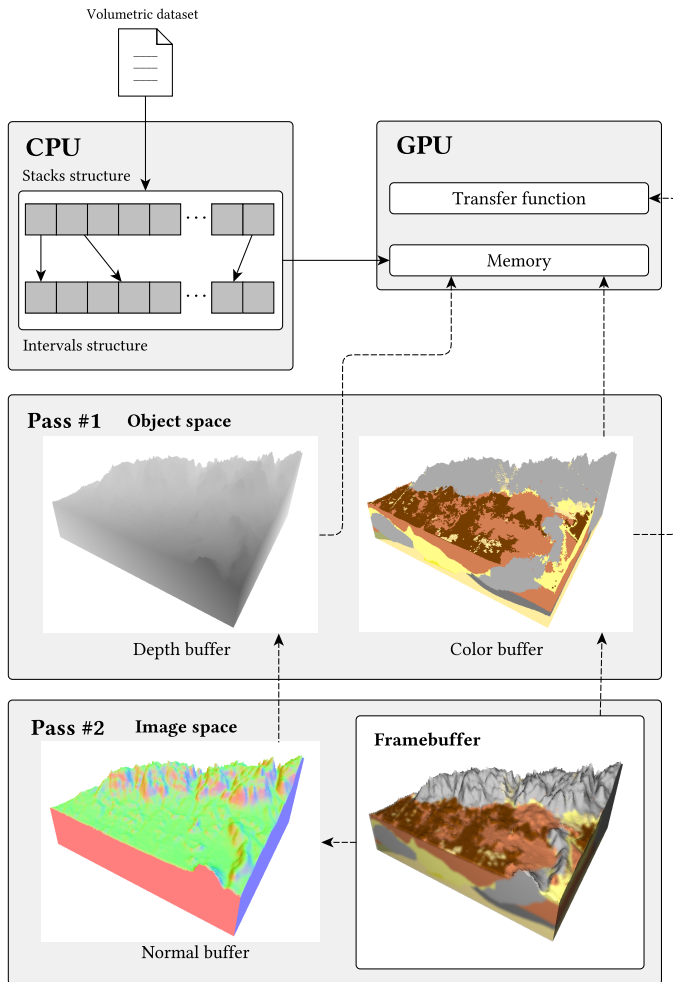 Volumetric dataset
CPU
Stacks structure
...
...
Intervals structure
GPU
Transfer function
Memory
Pass #1 Object space
Depth buffer
Color buffer
Pass #2 Image space
Normal buffer
Framebuffer